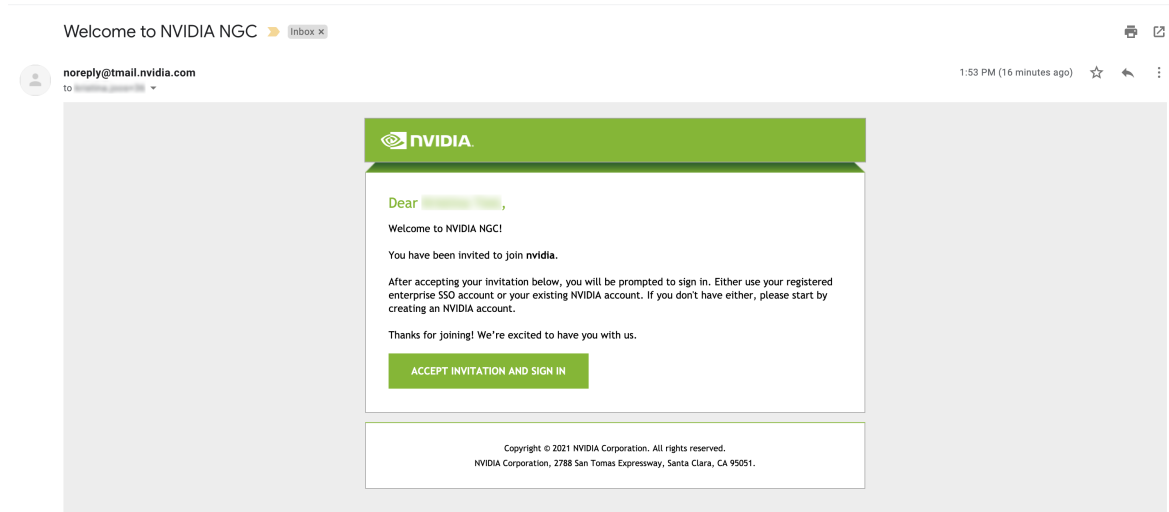 Welcome to NVIDIA NGC Inbox ×
noreply@tmail.nvidia.com 1:53 PM (16 minutes ago)
to
NVIDIA.
Dear ,
Welcome to NVIDIA NGC!
You have been invited to join nvidia.
After accepting your invitation below, you will be prompted to sign in. Either use your registered
enterprise SSO account or your existing NVIDIA account. If you don't have either, please start by
creating an NVIDIA account.
Thanks for joining! We're excited to have you with us.
ACCEPT INVITATION AND SIGN IN
Copyright © 2021 NVIDIA Corporation. All rights reserved.
NVIDIA Corporation, 2788 San Tomas Expressway, Santa Clara, CA 95051.